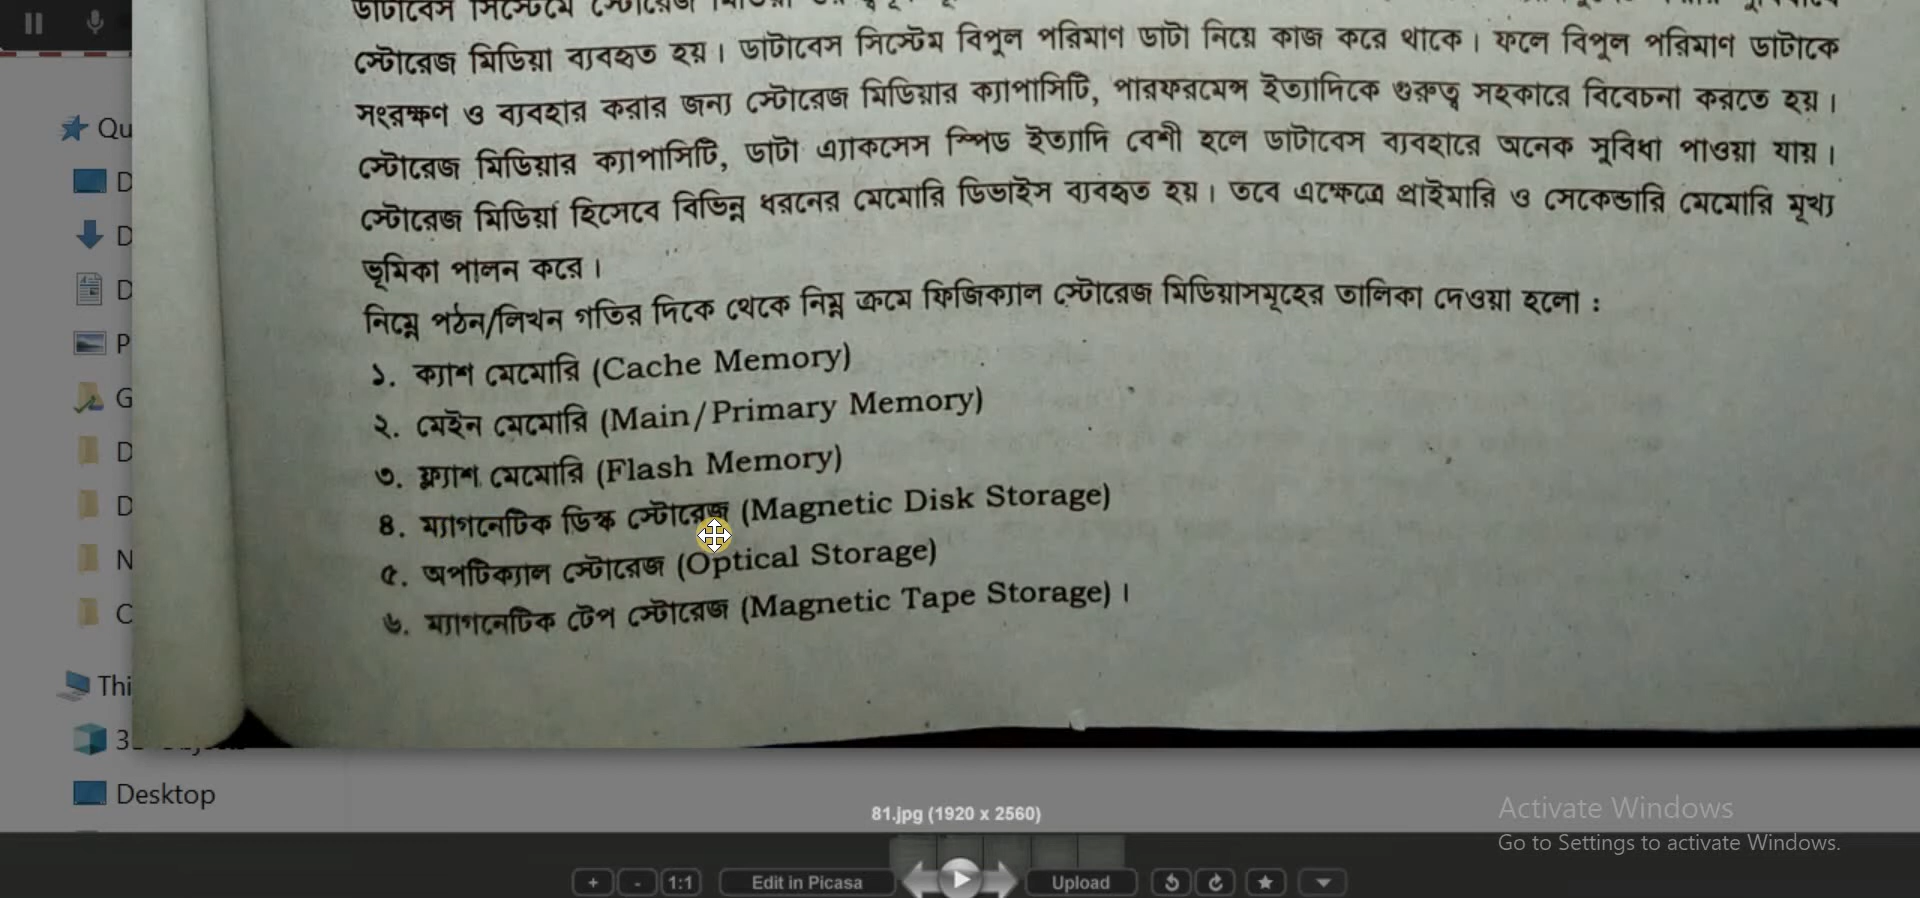 ডাটাবেস সিস্টেমে স্টোরেজ
স্টোরেজ মিডিয়া ব্যবহৃত হয়। ডাটাবেস সিস্টেম বিপুল পরিমাণ ডাটা নিয়ে কাজ করে থাকে। ফলে বিপুল পরিমাণ ডাটাকে
সংরক্ষণ ও ব্যবহার করার জন্য স্টোরেজ মিডিয়ার ক্যাপাসিটি, পারফরমেন্স ইত্যাদিকে গুরুত্ব সহকারে বিবেচনা করতে হয়।
স্টোরেজ মিডিয়ার ক্যাপাসিটি, ডাটা এ্যাকসেস স্পিড ইত্যাদি বেশী হলে ডাটাবেস ব্যবহারে অনেক সুবিধা পাওয়া যায়।
স্টোরেজ মিডিয়া হিসেবে বিভিন্ন ধরনের মেমোরি ডিভাইস ব্যবহৃত হয়। তবে এক্ষেত্রে প্রাইমারি ও সেকেন্ডারি মেমোরি মূখ্য
ভূমিকা পালন করে।
নিম্নে পঠন/লিখন গতির দিকে থেকে নিম্ন ক্রমে ফিজিক্যাল স্টোরেজ মিডিয়াসমূহের তালিকা দেওয়া হলো :
১. ক্যাশ মেমোরি (Cache Memory)
২. মেইন মেমোরি (Main/Primary Memory)
৩. ফ্ল্যাশ মেমোরি (Flash Memory)
৪. ম্যাগনেটিক ডিস্ক স্টোরেজ (Magnetic Disk Storage)
৫. অপটিক্যাল স্টোরেজ (Optical Storage)
৬. ম্যাগনেটিক টেপ স্টোরেজ (Magnetic Tape Storage)।
Qu
D
D
D
P
G
D
D
N
C
Thi
3
Desktop
81.jpg (1920 x 2560)
Activate Windows
Go to Settings to activate Windows.
+ - 1:1 Edit in Picasa Upload